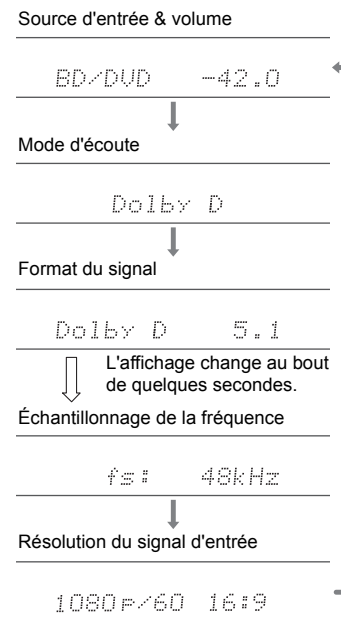 Source d'entrée & volume
BD/DVD -42.0
Mode d'écoute
Dolby D
Format du signal
Dolby D 5.1
L'affichage change au bout
de quelques secondes.
Échantillonnage de la fréquence
fs: 48kHz
Résolution du signal d'entrée
1080p/60 16:9